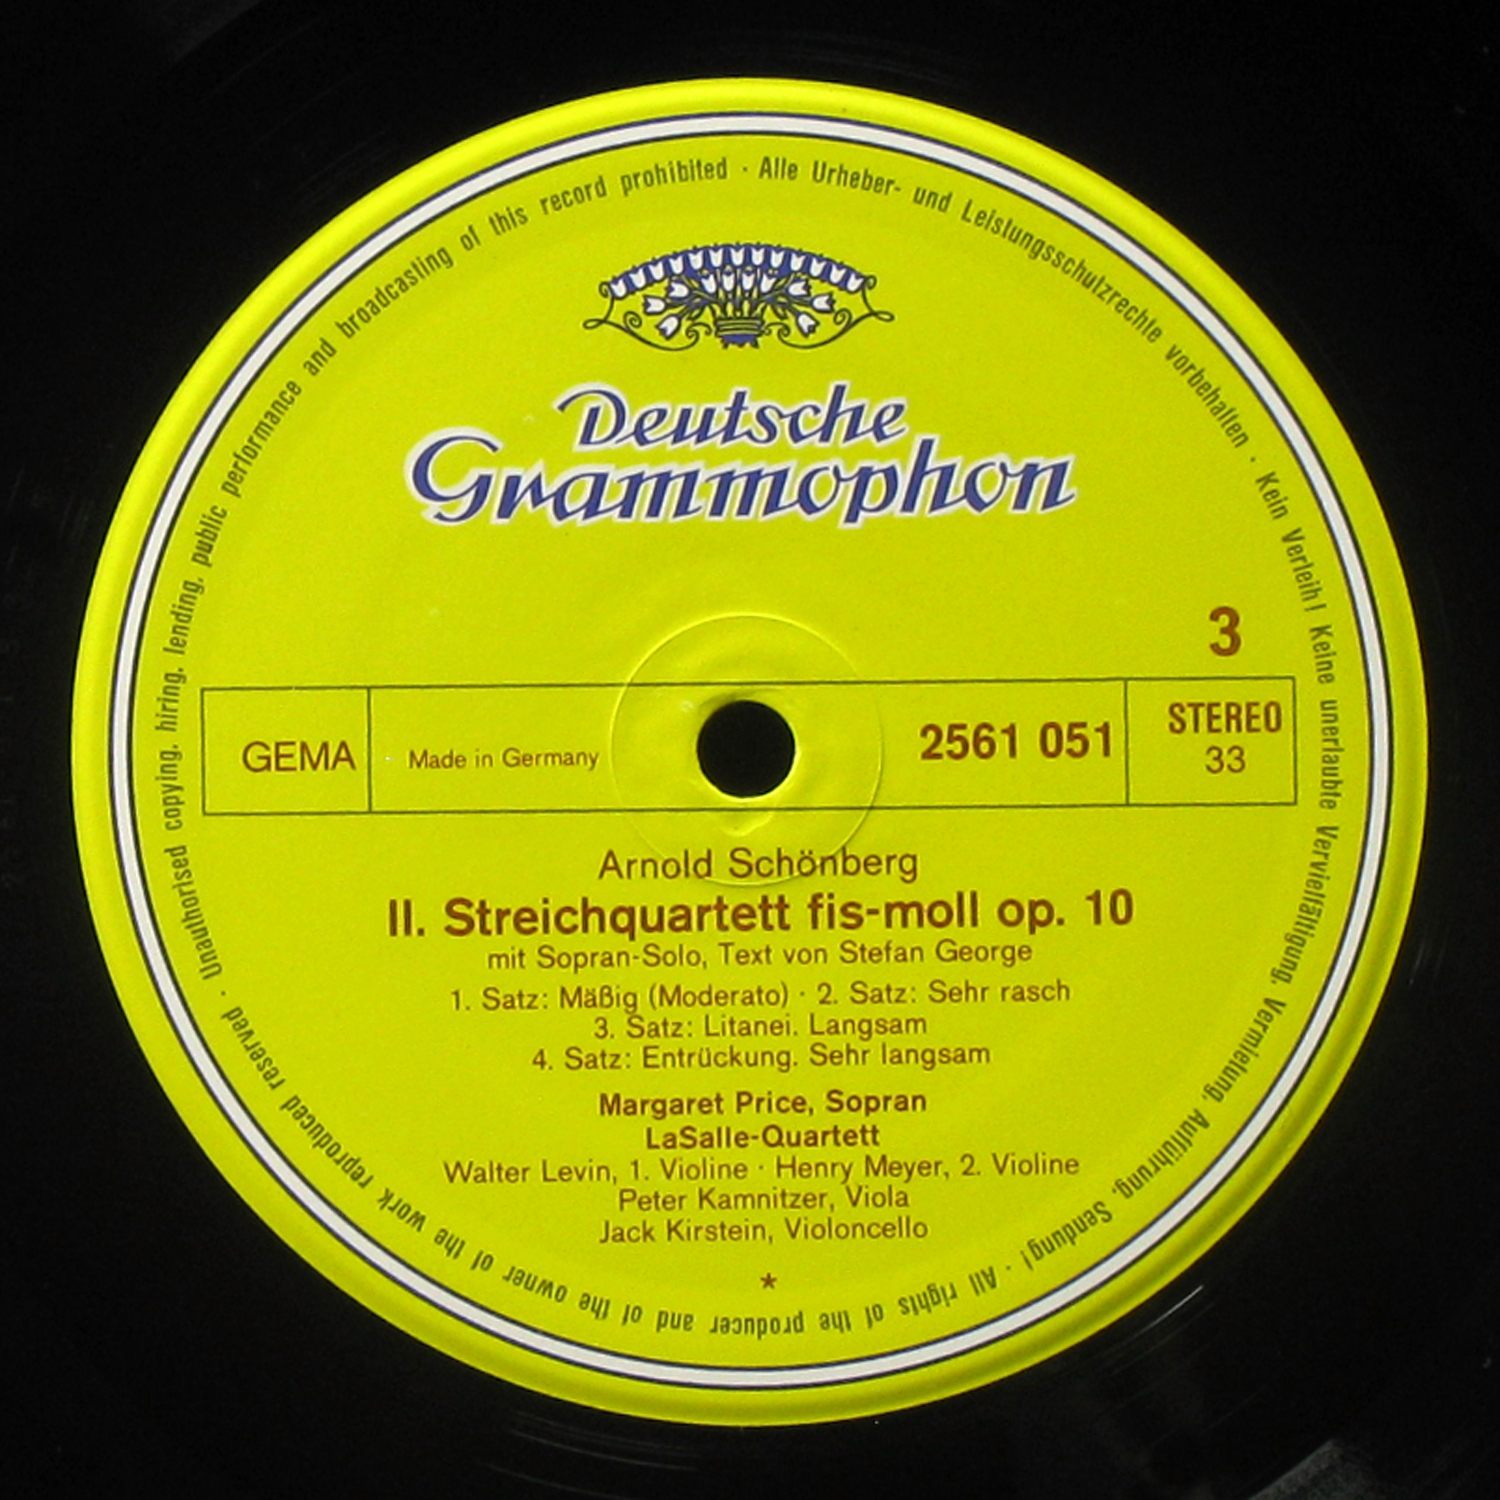 Deutsche
Grammophon
3
GEMA
Made in Germany
2561 051
STEREO
33
Arnold Schönberg
II. Streichquartett fis-moll op. 10
mit Sopran-Solo, Text von Stefan George
1. Satz: Mäßig (Moderato) · 2. Satz: Sehr rasch
3. Satz: Litanei. Langsam
4. Satz: Entrückung. Sehr langsam
Margaret Price, Sopran
LaSalle-Quartett
Walter Levin, 1. Violine · Henry Meyer, 2. Violine
Peter Kamnitzer, Viola
Jack Kirstein, Violoncello
*
Alle Urheber- und Leistungsschutzrechte vorbehalten · Kein Verleih! Keine unerlaubte Vervielfältigung, Vermietung, Aufführung, Sendung! · All rights of the producer and of the owner of the work reproduced reserved · Unauthorised copying, hiring, lending, public performance and broadcasting of this record prohibited ·